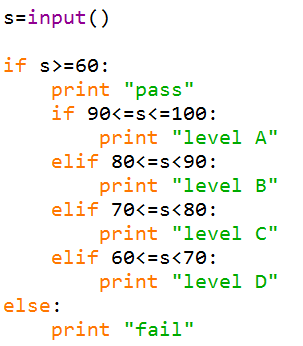 s=input()
if s>=60:
    print "pass"
    if 90<=s<=100:
        print "level A"
    elif 80<=s<90:
        print "level B"
    elif 70<=s<80:
        print "level C"
    elif 60<=s<70:
        print "level D"
else:
    print "fail"